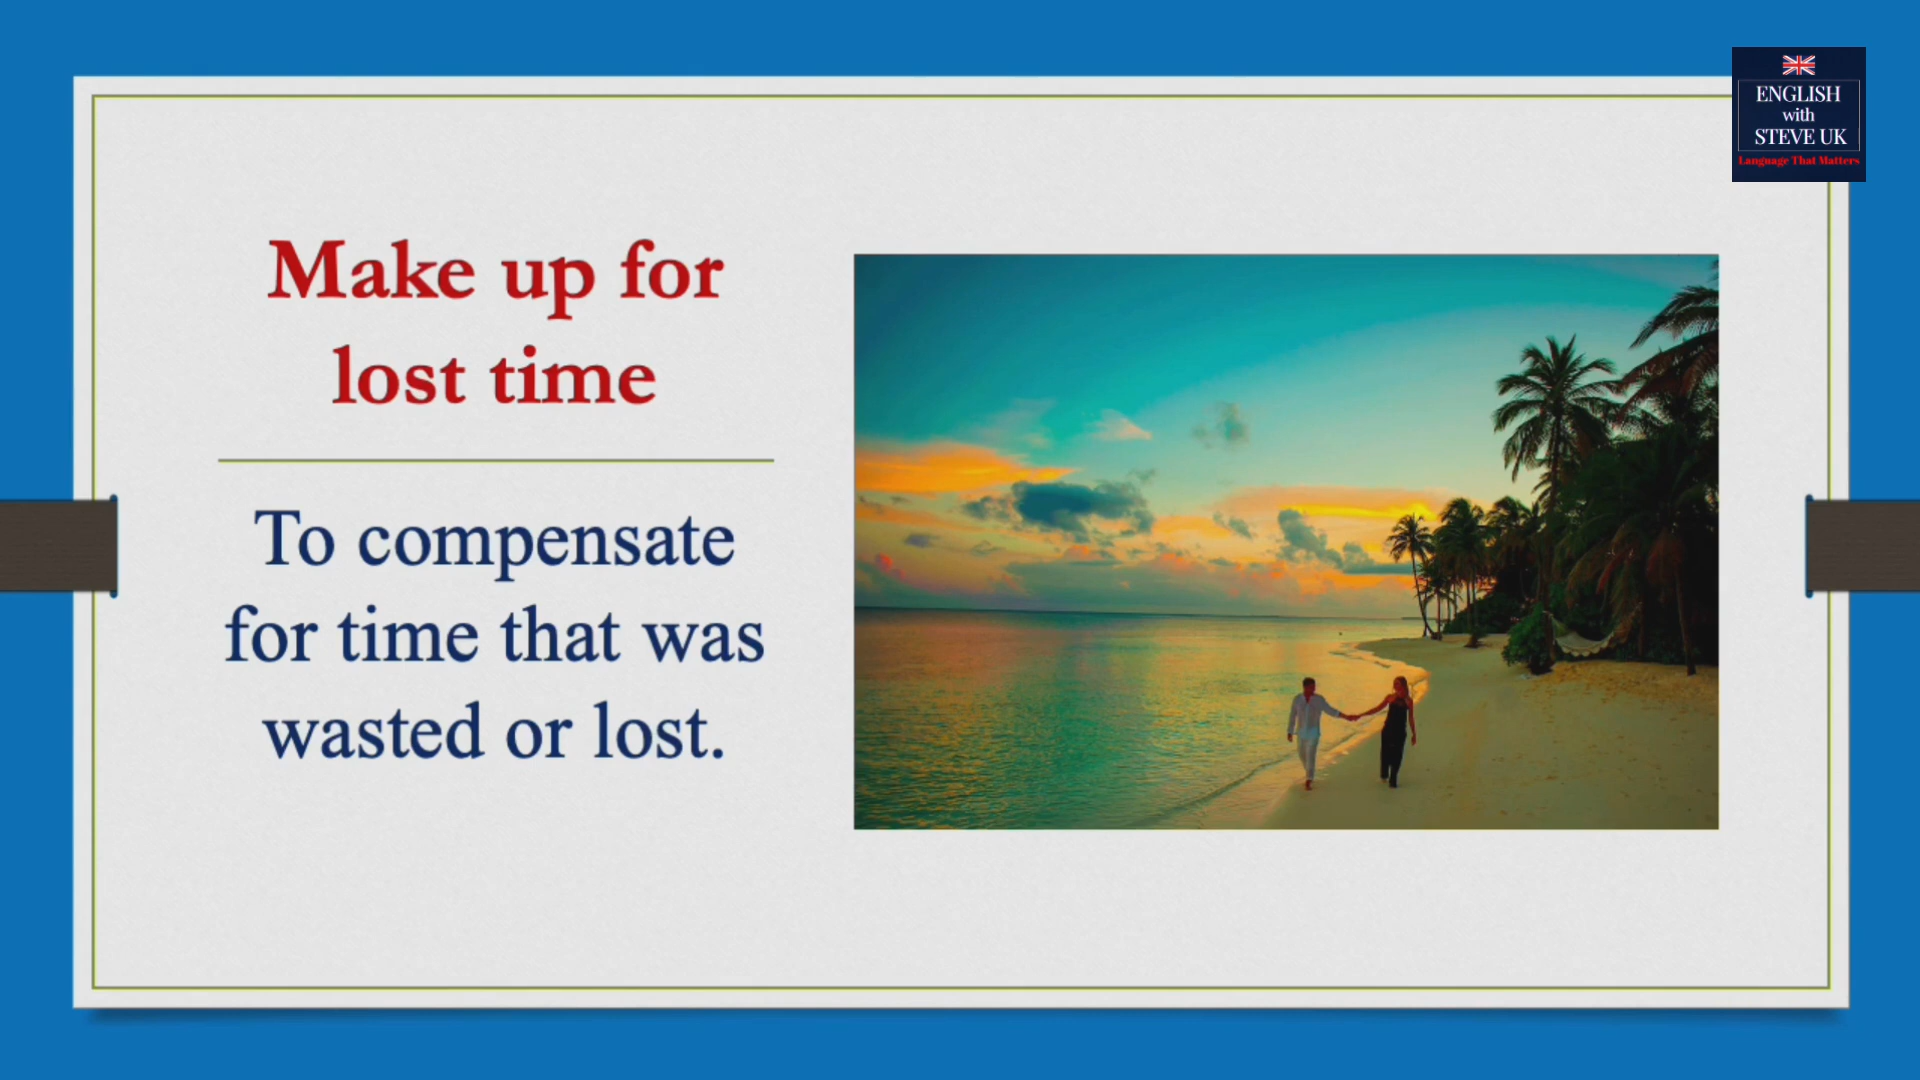 Make up for
lost time
To compensate
for time that was
wasted or lost.
ENGLISH
with
STEVE UK
Language That Matters